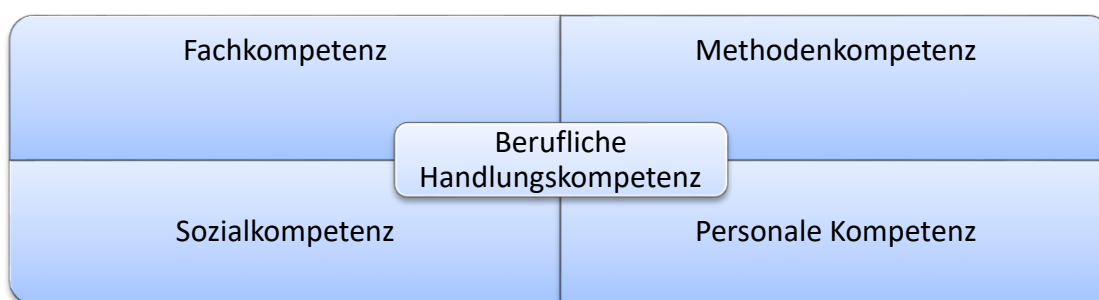 Fachkompetenz
Methodenkompetenz
Berufliche
Handlungskompetenz
Sozialkompetenz
Personale Kompetenz